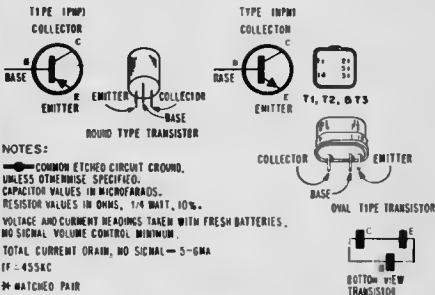 TYPE (PNP)
COLLECTOR
C
B
BASE
E
EMITTER
EMITTER COLLECTOR
BASE
ROUND TYPE TRANSISTOR
TYPE (NPN)
COLLECTOR
C
B
BASE
E
EMITTER
T1, T2, & T3
COLLECTOR EMITTER
BASE
OVAL TYPE TRANSISTOR
C E
B
BOTTOM VIEW
TRANSISTOR
NOTES:
COMMON ETCHED CIRCUIT GROUND.
UNLESS OTHERWISE SPECIFIED.
CAPACITOR VALUES IN MICROFARADS.
RESISTOR VALUES IN OHMS, 1/4 WATT, 10%.
VOLTAGE AND CURRENT READINGS TAKEN WITH FRESH BATTERIES,
NO SIGNAL VOLUME CONTROL MINIMUM.
TOTAL CURRENT DRAIN, NO SIGNAL — 5-6MA
IF = 455KC
* MATCHED PAIR